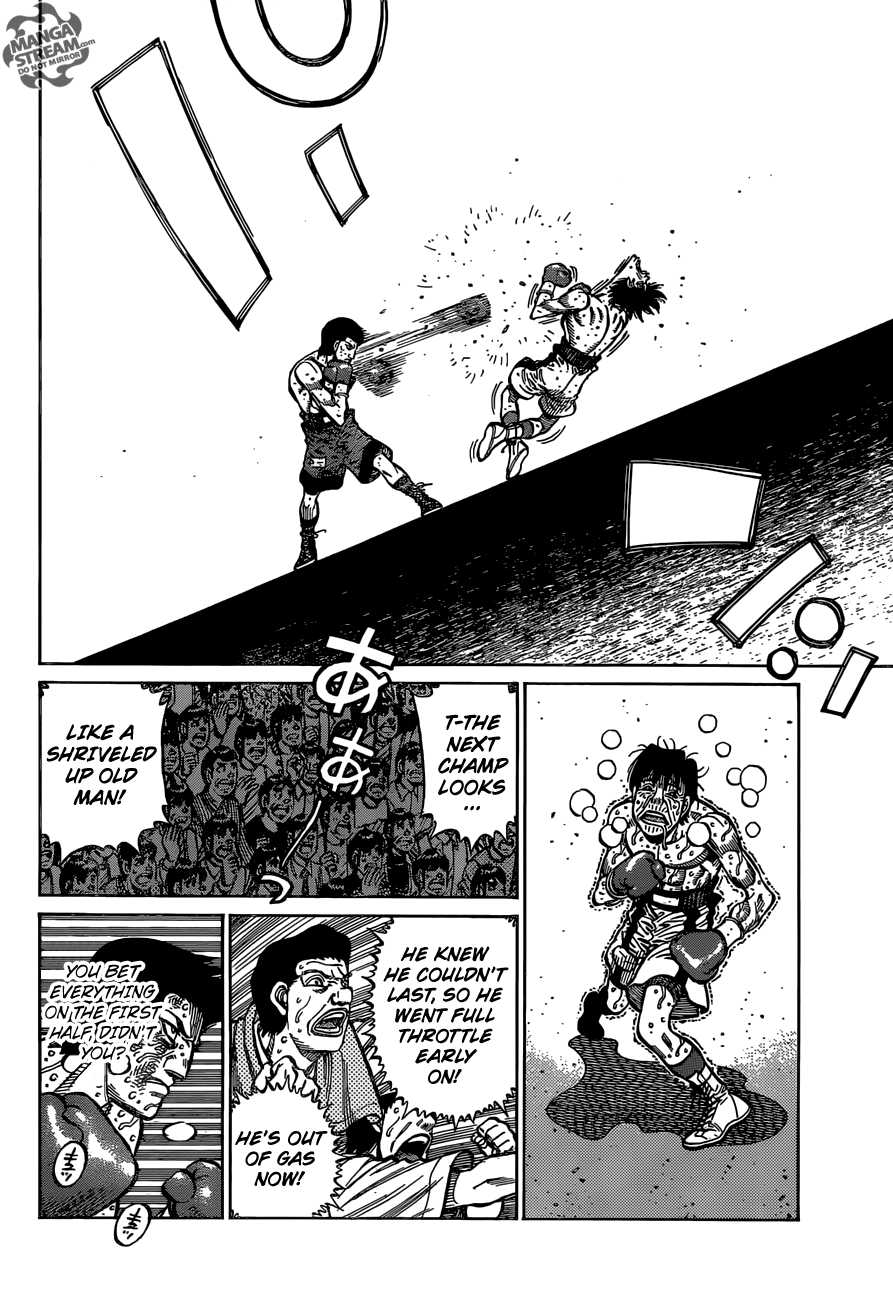 MANGA
STREAM.com
DO NOT MIRROR
T-THE
NEXT
CHAMP
LOOKS
...
LIKE A
SHRIVELED
UP OLD
MAN!
ああ
—っ
HE KNEW
HE COULDN'T
LAST, SO HE
WENT FULL
THROTTLE
EARLY
ON!
HE'S OUT
OF GAS
NOW!
YOU BET
EVERYTHING
ON THE FIRST
HALF, DIDN'T
YOU?